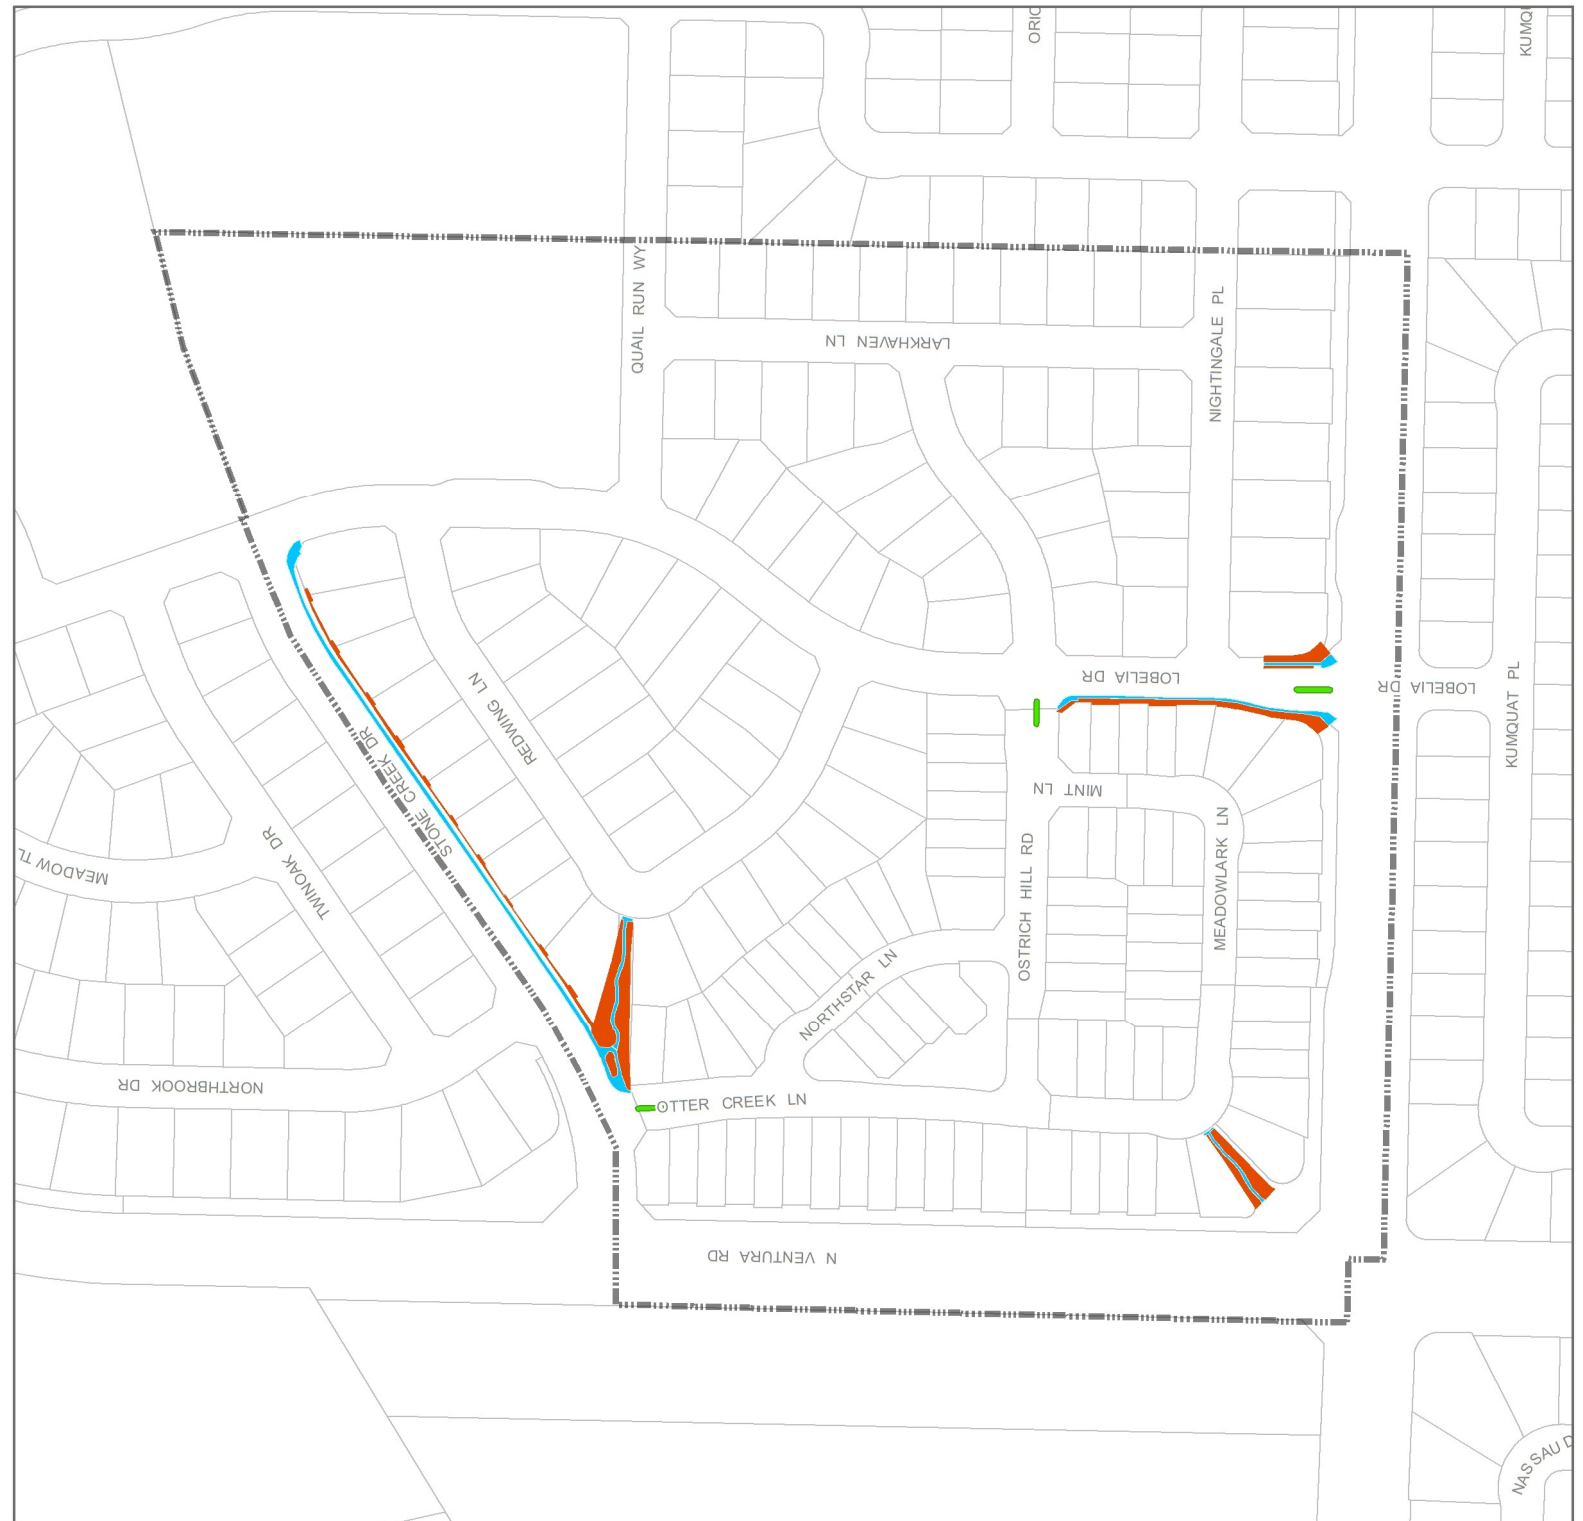 ORIC
KUMQU
QUAIL RUN WY
LARKHAVEN LN
NIGHTINGALE PL
LOBELIA DR
LOBELIA DR
KUMQUAT PL
REDWING LN
STONE CREEK DR
TWINOAK DR
MEADOW TL
MINT LN
OSTRICH HILL RD
MEADOWLARK LN
NORTHSTAR LN
NORTHBROOK DR
OTTER CREEK LN
N VENTURA RD
NASSAU D